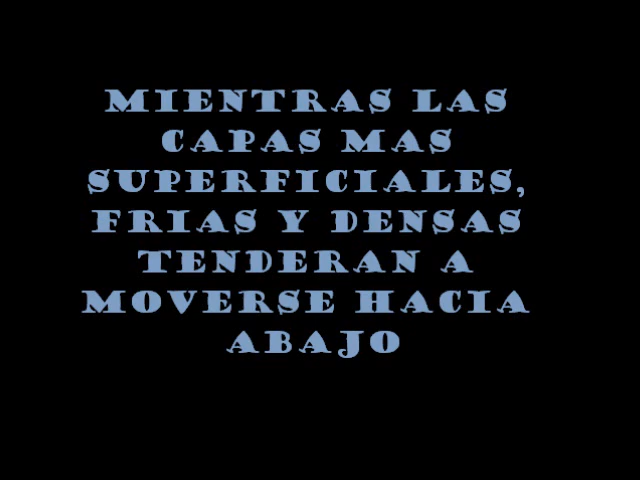 MIENTRAS LAS
CAPAS MAS
SUPERFICIALES,
FRIAS Y DENSAS
TENDERAN A
MOVERSE HACIA
ABAJO